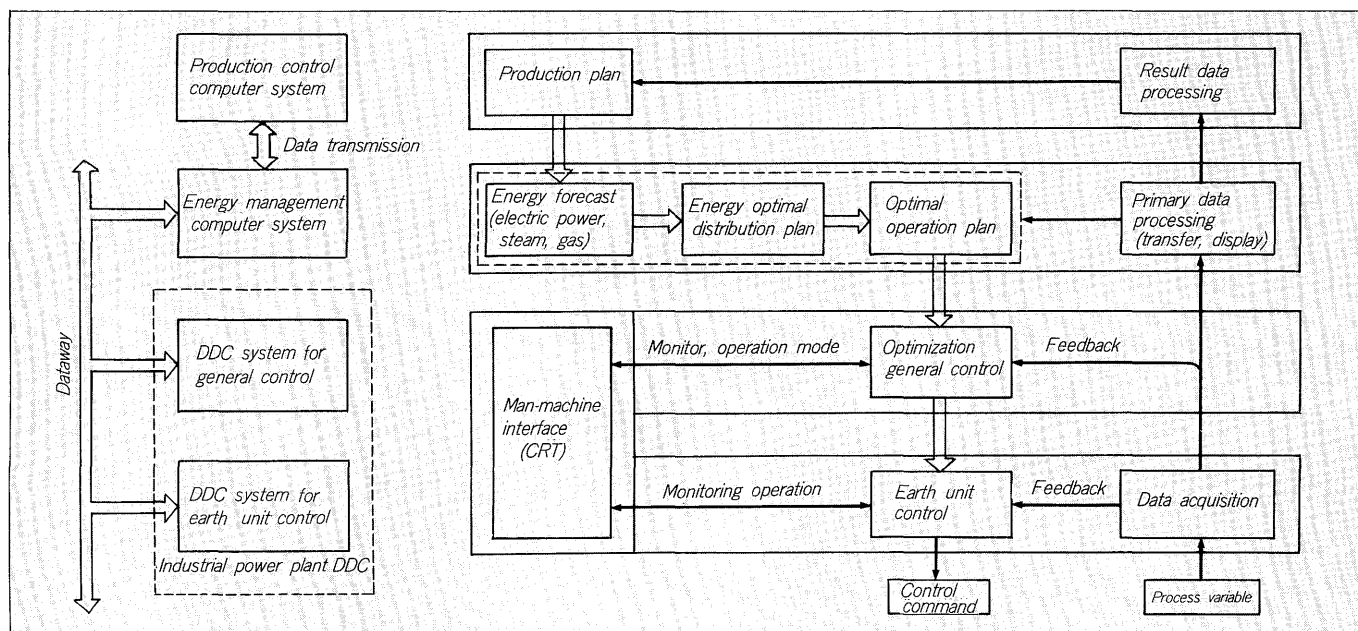 Production control
computer system
Data transmission
Energy management
computer system
Dataway
DDC system for
general control
DDC system for
earth unit control
Industrial power plant DDC
Production plan
Result data
processing
Energy forecast
(electric power,
steam, gas)
Energy optimal
distribution plan
Optimal
operation plan
Primary data
processing
(transfer, display)
Man-machine
interface
(CRT)
Monitor, operation mode
Optimization
general control
Feedback
Monitoring operation
Earth unit
control
Feedback
Data acquisition
Control
command
Process variable